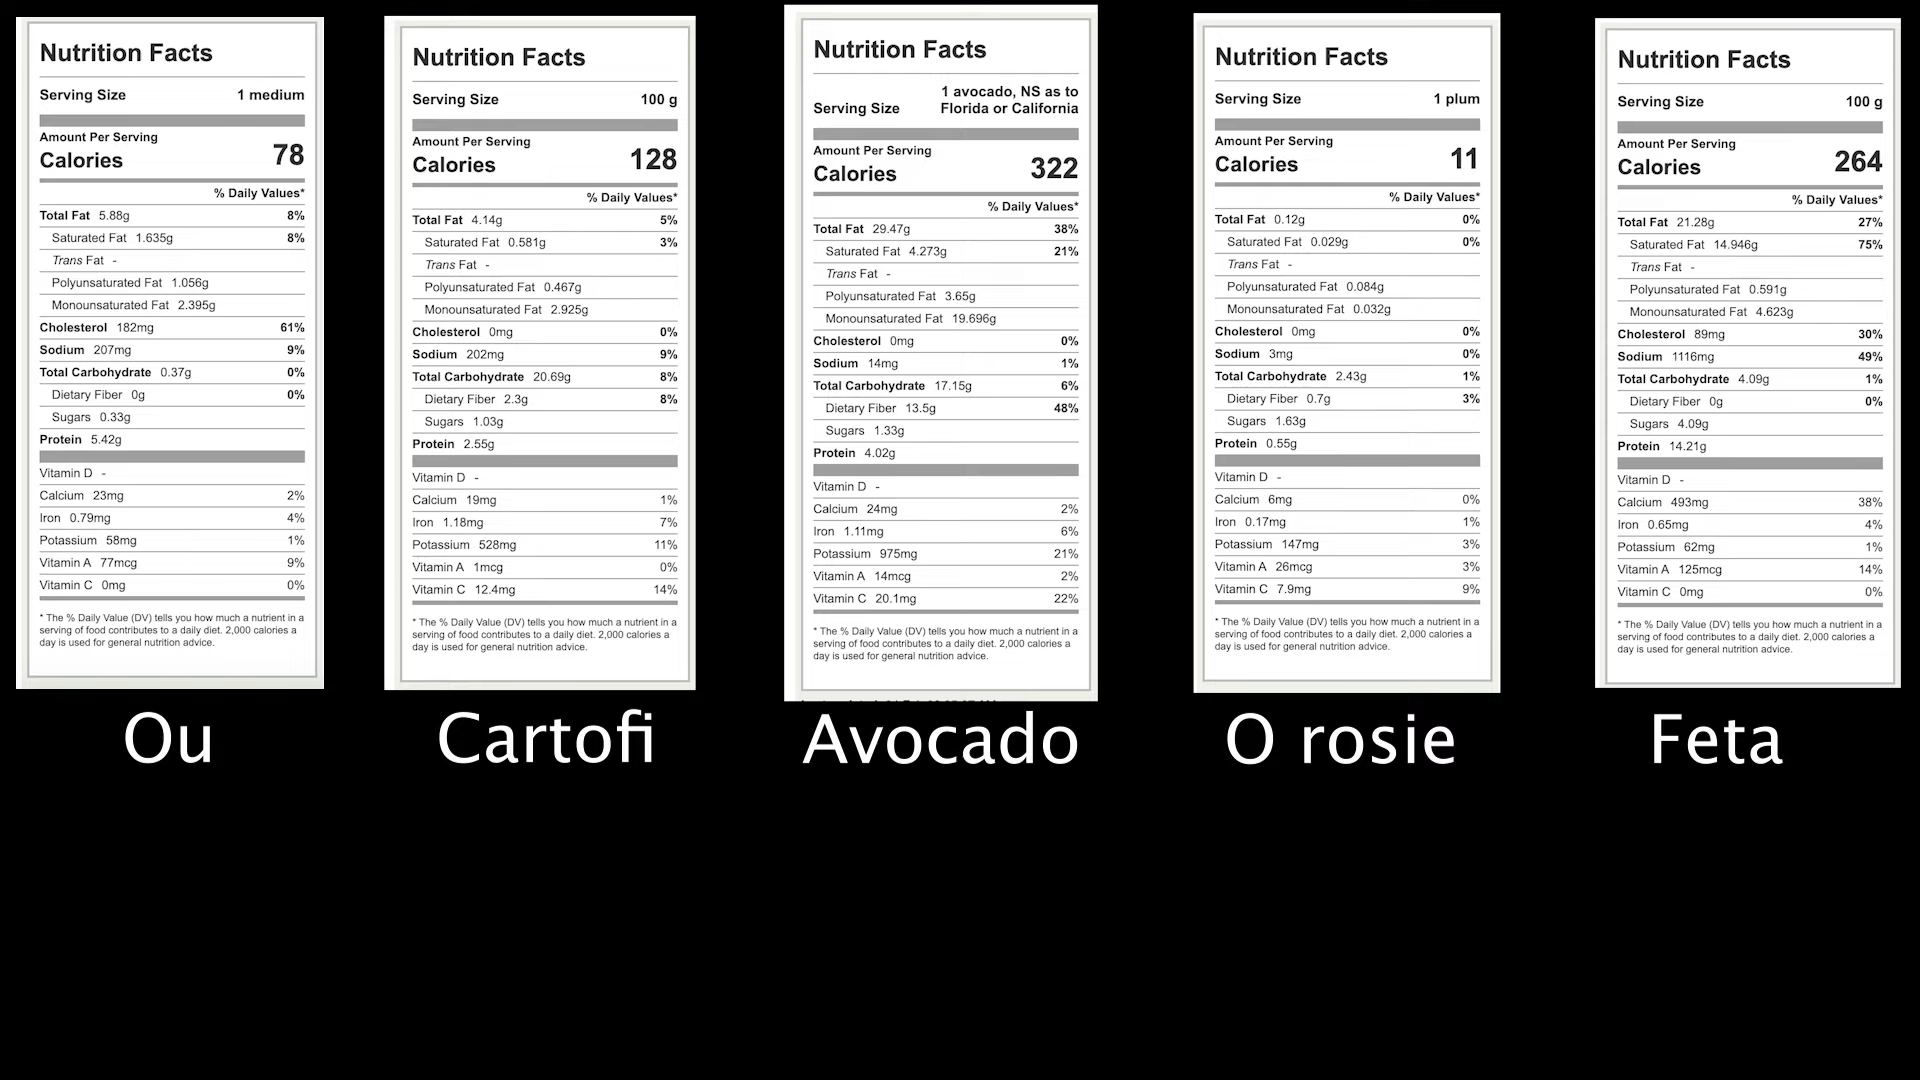 Nutrition Facts
Serving Size 1 medium
Amount Per Serving
Calories 78
% Daily Values*
Total Fat 5.88g 8%
Saturated Fat 1.635g 8%
Trans Fat -
Polyunsaturated Fat 1.056g
Monounsaturated Fat 2.395g
Cholesterol 182mg 61%
Sodium 207mg 9%
Total Carbohydrate 0.37g 0%
Dietary Fiber 0g 0%
Sugars 0.33g
Protein 5.42g
Vitamin D -
Calcium 23mg 2%
Iron 0.79mg 4%
Potassium 58mg 1%
Vitamin A 77mcg 9%
Vitamin C 0mg 0%
* The % Daily Value (DV) tells you how much a nutrient in a
serving of food contributes to a daily diet. 2,000 calories a
day is used for general nutrition advice.
Ou
Nutrition Facts
Serving Size 100 g
Amount Per Serving
Calories 128
% Daily Values*
Total Fat 4.14g 5%
Saturated Fat 0.581g 3%
Trans Fat -
Polyunsaturated Fat 0.467g
Monounsaturated Fat 2.925g
Cholesterol 0mg 0%
Sodium 202mg 9%
Total Carbohydrate 20.69g 8%
Dietary Fiber 2.3g 8%
Sugars 1.03g
Protein 2.55g
Vitamin D -
Calcium 19mg 1%
Iron 1.18mg 7%
Potassium 528mg 11%
Vitamin A 1mcg 0%
Vitamin C 12.4mg 14%
* The % Daily Value (DV) tells you how much a nutrient in a
serving of food contributes to a daily diet. 2,000 calories a
day is used for general nutrition advice.
Cartofi
Nutrition Facts
1 avocado, NS as to
Serving Size Florida or California
Amount Per Serving
Calories 322
% Daily Values*
Total Fat 29.47g 38%
Saturated Fat 4.273g 21%
Trans Fat -
Polyunsaturated Fat 3.65g
Monounsaturated Fat 19.696g
Cholesterol 0mg 0%
Sodium 14mg 1%
Total Carbohydrate 17.15g 6%
Dietary Fiber 13.5g 48%
Sugars 1.33g
Protein 4.02g
Vitamin D -
Calcium 24mg 2%
Iron 1.11mg 6%
Potassium 975mg 21%
Vitamin A 14mcg 2%
Vitamin C 20.1mg 22%
* The % Daily Value (DV) tells you how much a nutrient in a
serving of food contributes to a daily diet. 2,000 calories a
day is used for general nutrition advice.
Avocado
Nutrition Facts
Serving Size 1 plum
Amount Per Serving
Calories 11
% Daily Values*
Total Fat 0.12g 0%
Saturated Fat 0.029g 0%
Trans Fat -
Polyunsaturated Fat 0.084g
Monounsaturated Fat 0.032g
Cholesterol 0mg 0%
Sodium 3mg 0%
Total Carbohydrate 2.43g 1%
Dietary Fiber 0.7g 3%
Sugars 1.63g
Protein 0.55g
Vitamin D -
Calcium 6mg 0%
Iron 0.17mg 1%
Potassium 147mg 3%
Vitamin A 26mcg 3%
Vitamin C 7.9mg 9%
* The % Daily Value (DV) tells you how much a nutrient in a
serving of food contributes to a daily diet. 2,000 calories a
day is used for general nutrition advice.
O rosie
Nutrition Facts
Serving Size 100 g
Amount Per Serving
Calories 264
% Daily Values*
Total Fat 21.28g 27%
Saturated Fat 14.946g 75%
Trans Fat -
Polyunsaturated Fat 0.591g
Monounsaturated Fat 4.623g
Cholesterol 89mg 30%
Sodium 1116mg 49%
Total Carbohydrate 4.09g 1%
Dietary Fiber 0g 0%
Sugars 4.09g
Protein 14.21g
Vitamin D -
Calcium 493mg 38%
Iron 0.65mg 4%
Potassium 62mg 1%
Vitamin A 125mcg 14%
Vitamin C 0mg 0%
* The % Daily Value (DV) tells you how much a nutrient in a
serving of food contributes to a daily diet. 2,000 calories a
day is used for general nutrition advice.
Feta